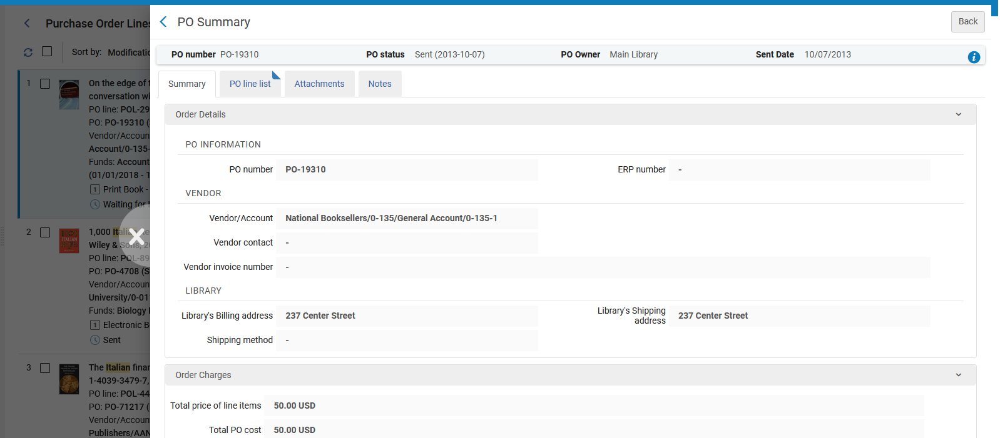 Purchase Order Lines
Sort by: Modificatio
1
On the edge of t
conversation wi
PO line: POL-29
PO: PO-19310 (
Vendor/Accoun
Account/0-135-
Funds: Account
(01/01/2018 - 1
1 Print Book -
Waiting for
2
1,000 Italian Re
Wiley & Sons, 20
PO line: POL-89
PO: PO-4708 (S
Vendor/Accoun
University/0-01
Funds: Biology
1 Electronic B
Sent
3
The Italian finan
1-4039-3479-7,
PO line: POL-44
PO: PO-71217 (
Vendor/Accoun
Publishers/AAN
PO Summary
Back
PO number PO-19310 PO status Sent (2013-10-07) PO Owner Main Library Sent Date 10/07/2013
Summary PO line list Attachments Notes
Order Details
PO INFORMATION
PO number PO-19310 ERP number -
VENDOR
Vendor/Account National Booksellers/0-135/General Account/0-135-1
Vendor contact -
Vendor invoice number -
LIBRARY
Library's Billing address 237 Center Street
Library's Shipping
address 237 Center Street
Shipping method -
Order Charges
Total price of line items 50.00 USD
Total PO cost 50.00 USD